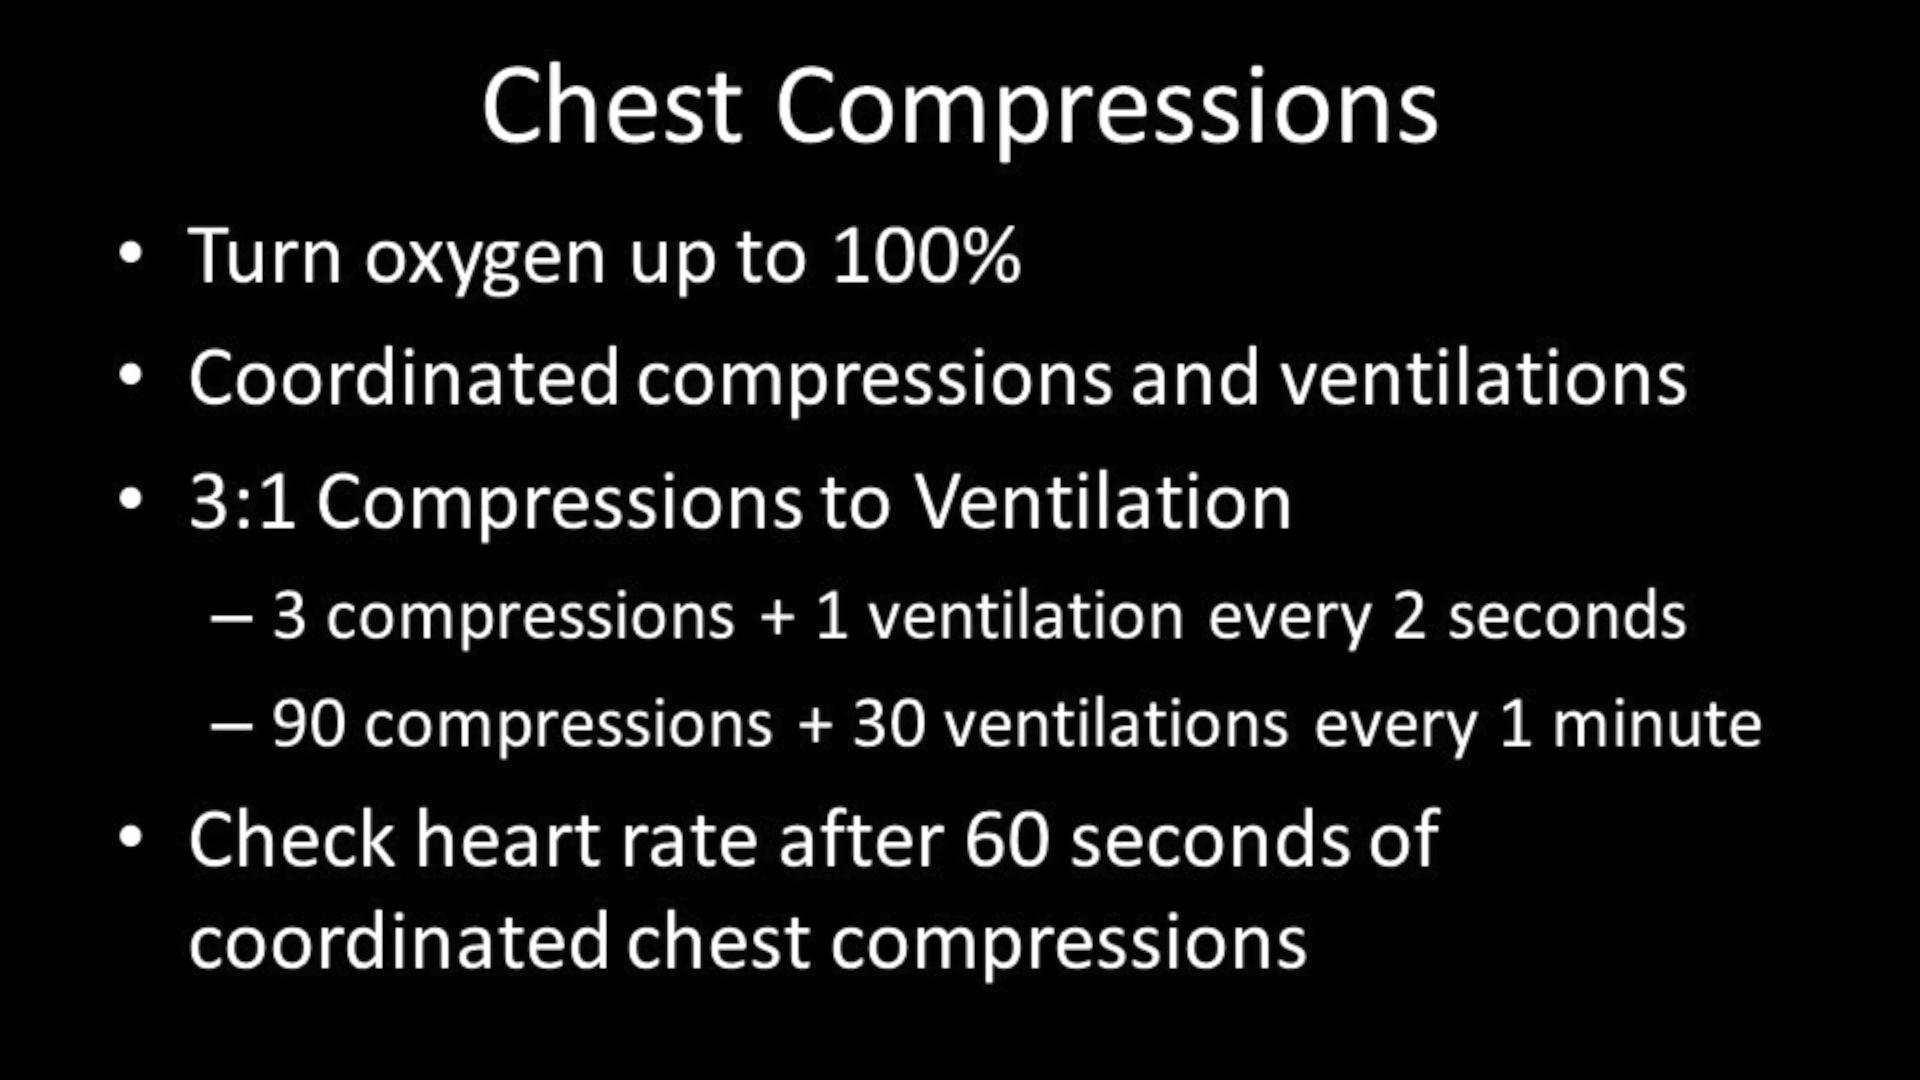 Chest Compressions
• Turn oxygen up to 100%
• Coordinated compressions and ventilations
• 3:1 Compressions to Ventilation
– 3 compressions + 1 ventilation every 2 seconds
– 90 compressions + 30 ventilations every 1 minute
• Check heart rate after 60 seconds of
coordinated chest compressions